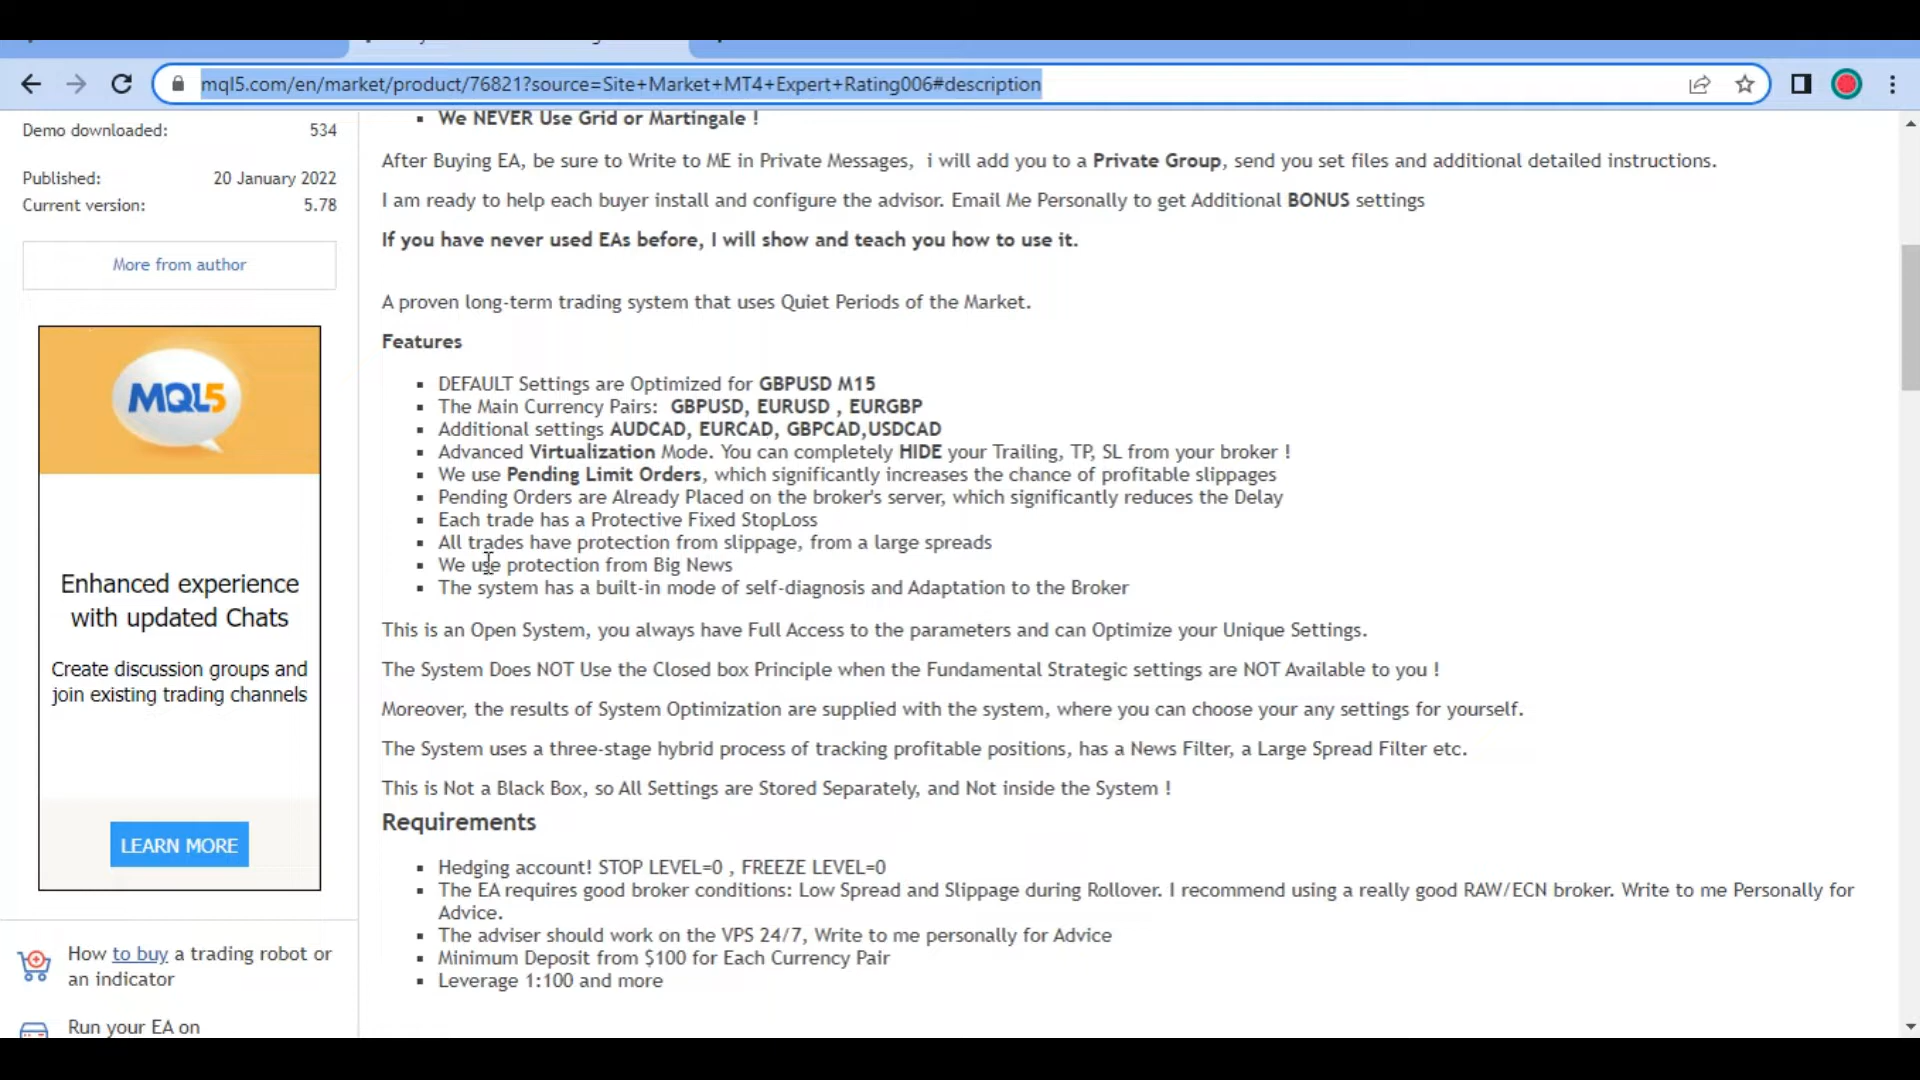 mql5.com/en/market/product/76821?source=Site+Market+MT4+Expert+Rating006#description
Demo downloaded: 534
Published: 20 January 2022
Current version: 5.78
More from author
MQL5
Enhanced experience
with updated Chats
Create discussion groups and
join existing trading channels
LEARN MORE
How to buy a trading robot or
an indicator
Run your EA on
We NEVER Use Grid or Martingale !
After Buying EA, be sure to Write to ME in Private Messages, i will add you to a Private Group, send you set files and additional detailed instructions.
I am ready to help each buyer install and configure the advisor. Email Me Personally to get Additional BONUS settings
If you have never used EAs before, I will show and teach you how to use it.
A proven long-term trading system that uses Quiet Periods of the Market.
Features
DEFAULT Settings are Optimized for GBPUSD M15
The Main Currency Pairs: GBPUSD, EURUSD , EURGBP
Additional settings AUDCAD, EURCAD, GBPCAD,USDCAD
Advanced Virtualization Mode. You can completely HIDE your Trailing, TP, SL from your broker !
We use Pending Limit Orders, which significantly increases the chance of profitable slippages
Pending Orders are Already Placed on the broker's server, which significantly reduces the Delay
Each trade has a Protective Fixed StopLoss
All trades have protection from slippage, from a large spreads
We use protection from Big News
The system has a built-in mode of self-diagnosis and Adaptation to the Broker
This is an Open System, you always have Full Access to the parameters and can Optimize your Unique Settings.
The System Does NOT Use the Closed box Principle when the Fundamental Strategic settings are NOT Available to you !
Moreover, the results of System Optimization are supplied with the system, where you can choose your any settings for yourself.
The System uses a three-stage hybrid process of tracking profitable positions, has a News Filter, a Large Spread Filter etc.
This is Not a Black Box, so All Settings are Stored Separately, and Not inside the System !
Requirements
Hedging account! STOP LEVEL=0 , FREEZE LEVEL=0
The EA requires good broker conditions: Low Spread and Slippage during Rollover. I recommend using a really good RAW/ECN broker. Write to me Personally for
Advice.
The adviser should work on the VPS 24/7, Write to me personally for Advice
Minimum Deposit from $100 for Each Currency Pair
Leverage 1:100 and more